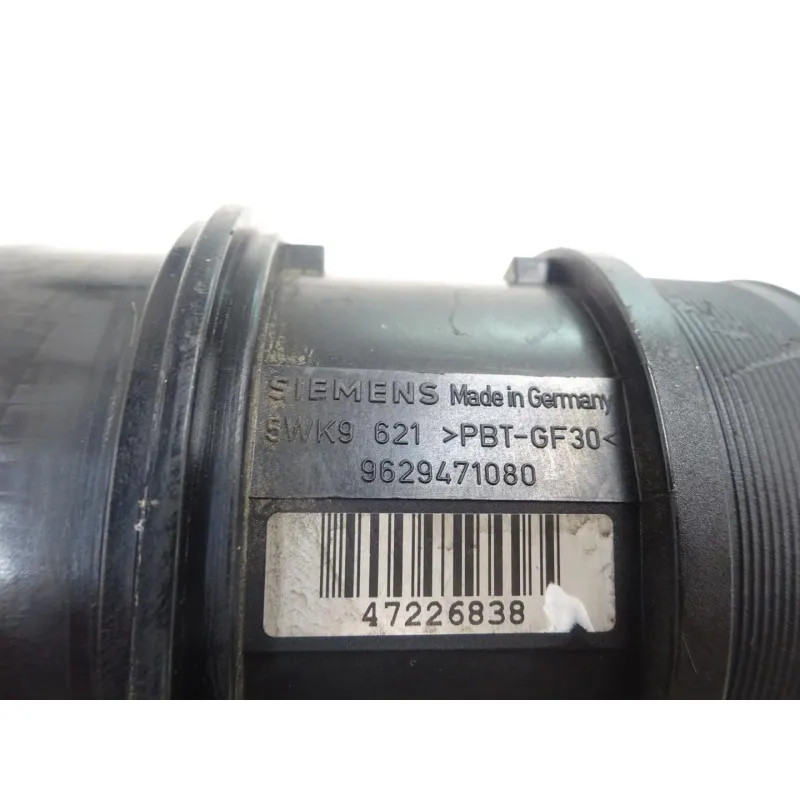 SIEMENS Made in Germany
5WK9 621 >PBT-GF30<
9629471080
47226838